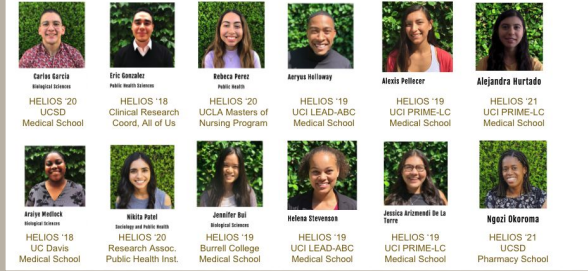 Carlos Garcia
Biological Sciences
HELIOS '20
UCSD
Medical School
Eric Gonzalez
Public Health Sciences
HELIOS '18
Clinical Research
Coord, All of Us
Rebeca Perez
Public Health
HELIOS '20
UCLA Masters of
Nursing Program
Aeryus Hollaway
HELIOS '19
UCI LEAD-ABC
Medical School
Alexis Pellecer
HELIOS '19
UCI PRIME-LC
Medical School
Alejandra Hurtado
HELIOS '21
UCI PRIME-LC
Medical School
Aralye Medlock
Biological Sciences
HELIOS '18
UC Davis
Medical School
Nikita Patel
Sociology and Public Health
HELIOS '20
Research Assoc.
Public Health Inst.
Jennifer Bui
Biological Sciences
HELIOS '19
Burrell College
Medical School
Helena Stevenson
HELIOS '19
UCI LEAD-ABC
Medical School
Jessica Arizmendi De La
Torre
HELIOS '19
UCI PRIME-LC
Medical School
Ngozi Okoroma
HELIOS '21
UCSD
Pharmacy School